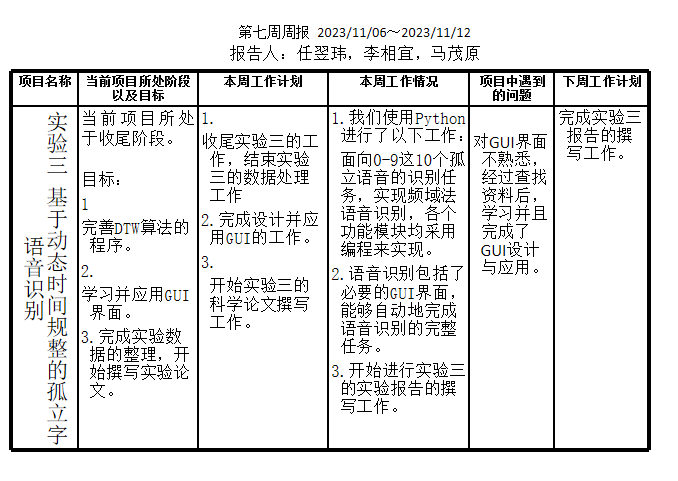 第七周周报 2023/11/06～2023/11/12
报告人：任翌玮，李相宜，马茂原
项目名称
当前项目所处阶段
以及目标
本周工作计划
本周工作情况
项目中遇到
的问题
下周工作计划
实验三 基于动态时间规整的孤立字
语音识别
当前项目所处
于收尾阶段。
目标：
1
完善DTW算法的
程序。
2.
学习并应用GUI
界面。
3.完成实验数
据的整理，开
始撰写实验论
文。
1.
收尾实验三的工
作，结束实验
三的数据处理
工作
2.完成设计并应
用GUI的工作。
3.
开始实验三的
科学论文撰写
工作。
1.我们使用Python
进行了以下工作：
面向0-9这10个孤
立语音的识别任
务，实现频域法
语音识别，各个
功能模块均采用
编程来实现。
2.语音识别包括了
必要的GUI界面，
能够自动地完成
语音识别的完整
任务。
3.开始进行实验三
的实验报告的撰
写工作。
对GUI界面
不熟悉，
经过查找
资料后，
学习并且
完成了
GUI设计
与应用。
完成实验三
报告的撰
写工作。